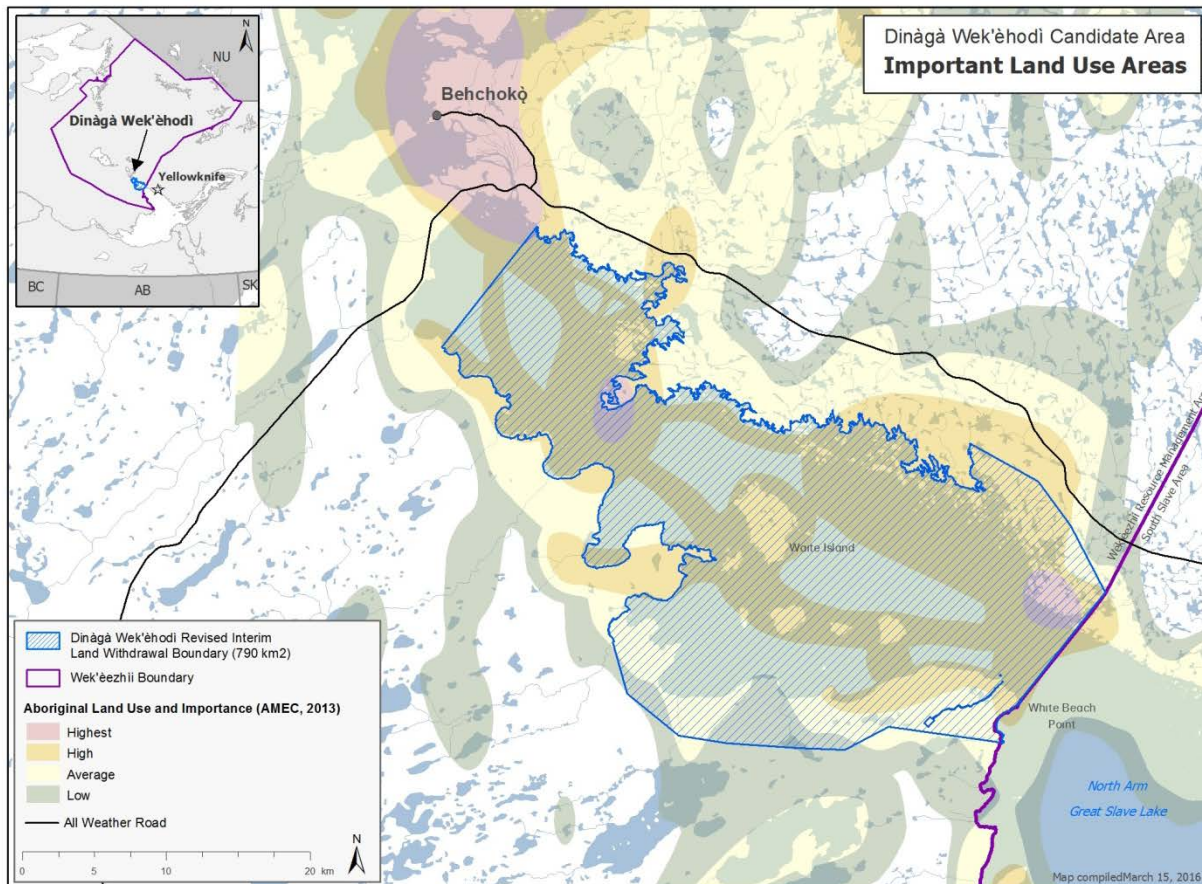 Dinàgà Wek'èhodì Candidate Area
Important Land Use Areas
N
NU
Dinàgà Wek'èhodì
Yellowknife
BC
AB
SK
Behchokǫ̀
Waite Island
Wek'èezhìi Resource Management Area
South Slave Area
White Beach
Point
North Arm
Great Slave Lake
Dinàgà Wek'èhodì Revised Interim
Land Withdrawal Boundary (790 km2)
Wek'èezhìi Boundary
Aboriginal Land Use and Importance (AMEC, 2013)
Highest
High
Average
Low
All Weather Road
N
0 5 10 20
km
Map compiledMarch 15, 2016